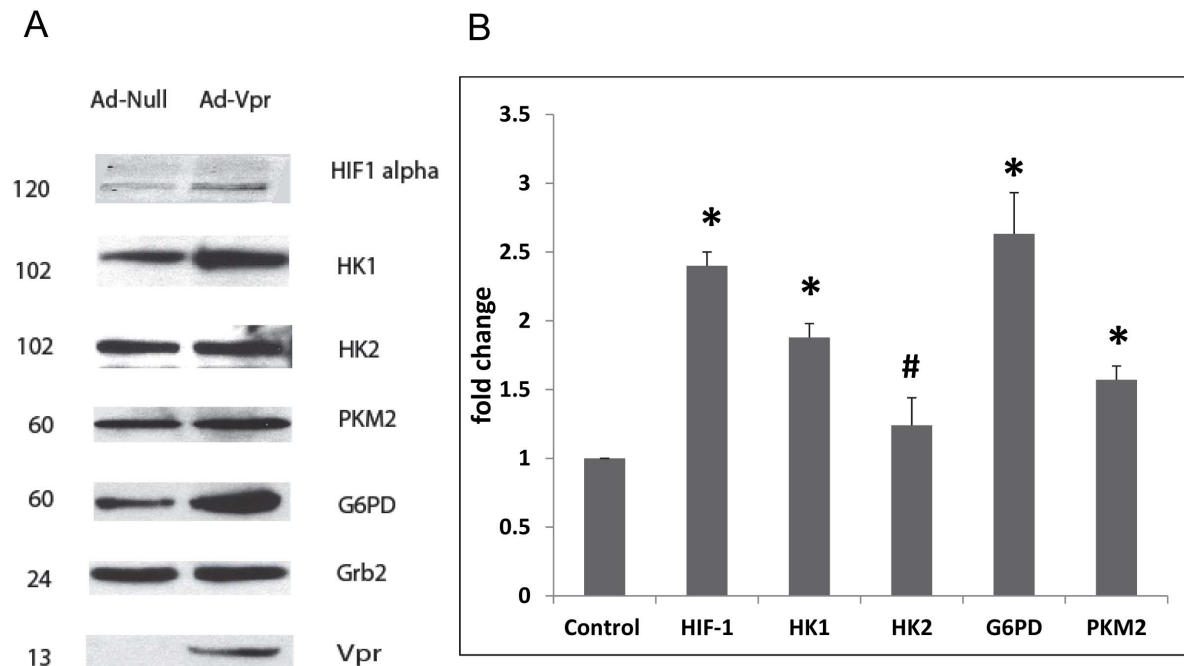 A
B
Ad-Null Ad-Vpr
120 HIF1 alpha
102 HK1
102 HK2
60 PKM2
60 G6PD
24 Grb2
13 Vpr
fold change
3.5
3
2.5
2
1.5
1
0.5
0
* * # * *
Control HIF-1 HK1 HK2 G6PD PKM2